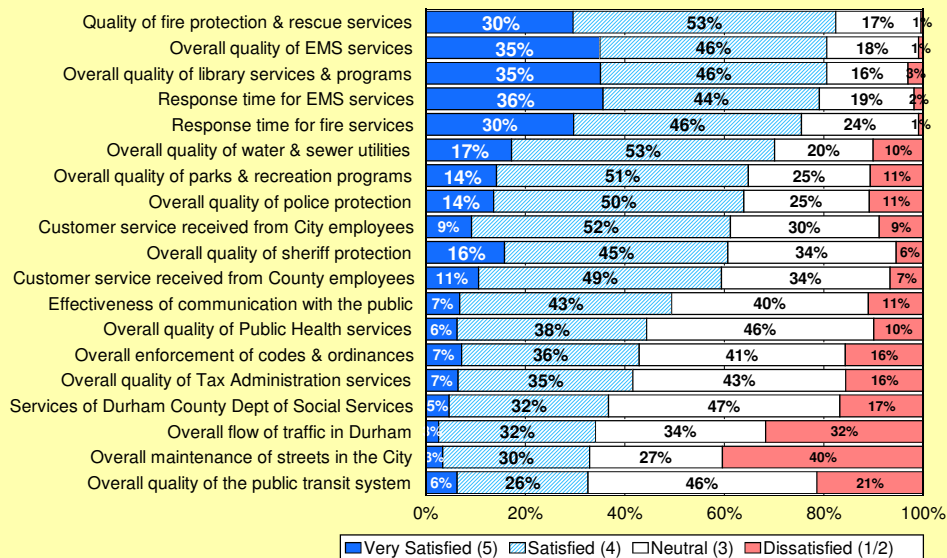 Quality of fire protection & rescue services 30% 53% 17% 1%
Overall quality of EMS services 35% 46% 18% 1%
Overall quality of library services & programs 35% 46% 16% 3%
Response time for EMS services 36% 44% 19% 2%
Response time for fire services 30% 46% 24% 1%
Overall quality of water & sewer utilities 17% 53% 20% 10%
Overall quality of parks & recreation programs 14% 51% 25% 11%
Overall quality of police protection 14% 50% 25% 11%
Customer service received from City employees 9% 52% 30% 9%
Overall quality of sheriff protection 16% 45% 34% 6%
Customer service received from County employees 11% 49% 34% 7%
Effectiveness of communication with the public 7% 43% 40% 11%
Overall quality of Public Health services 6% 38% 46% 10%
Overall enforcement of codes & ordinances 7% 36% 41% 16%
Overall quality of Tax Administration services 7% 35% 43% 16%
Services of Durham County Dept of Social Services 5% 32% 47% 17%
Overall flow of traffic in Durham 32% 34% 32%
Overall maintenance of streets in the City 3% 30% 27% 40%
Overall quality of the public transit system 6% 26% 46% 21%
0% 20% 40% 60% 80% 100%
Very Satisfied (5) Satisfied (4) Neutral (3) Dissatisfied (1/2)